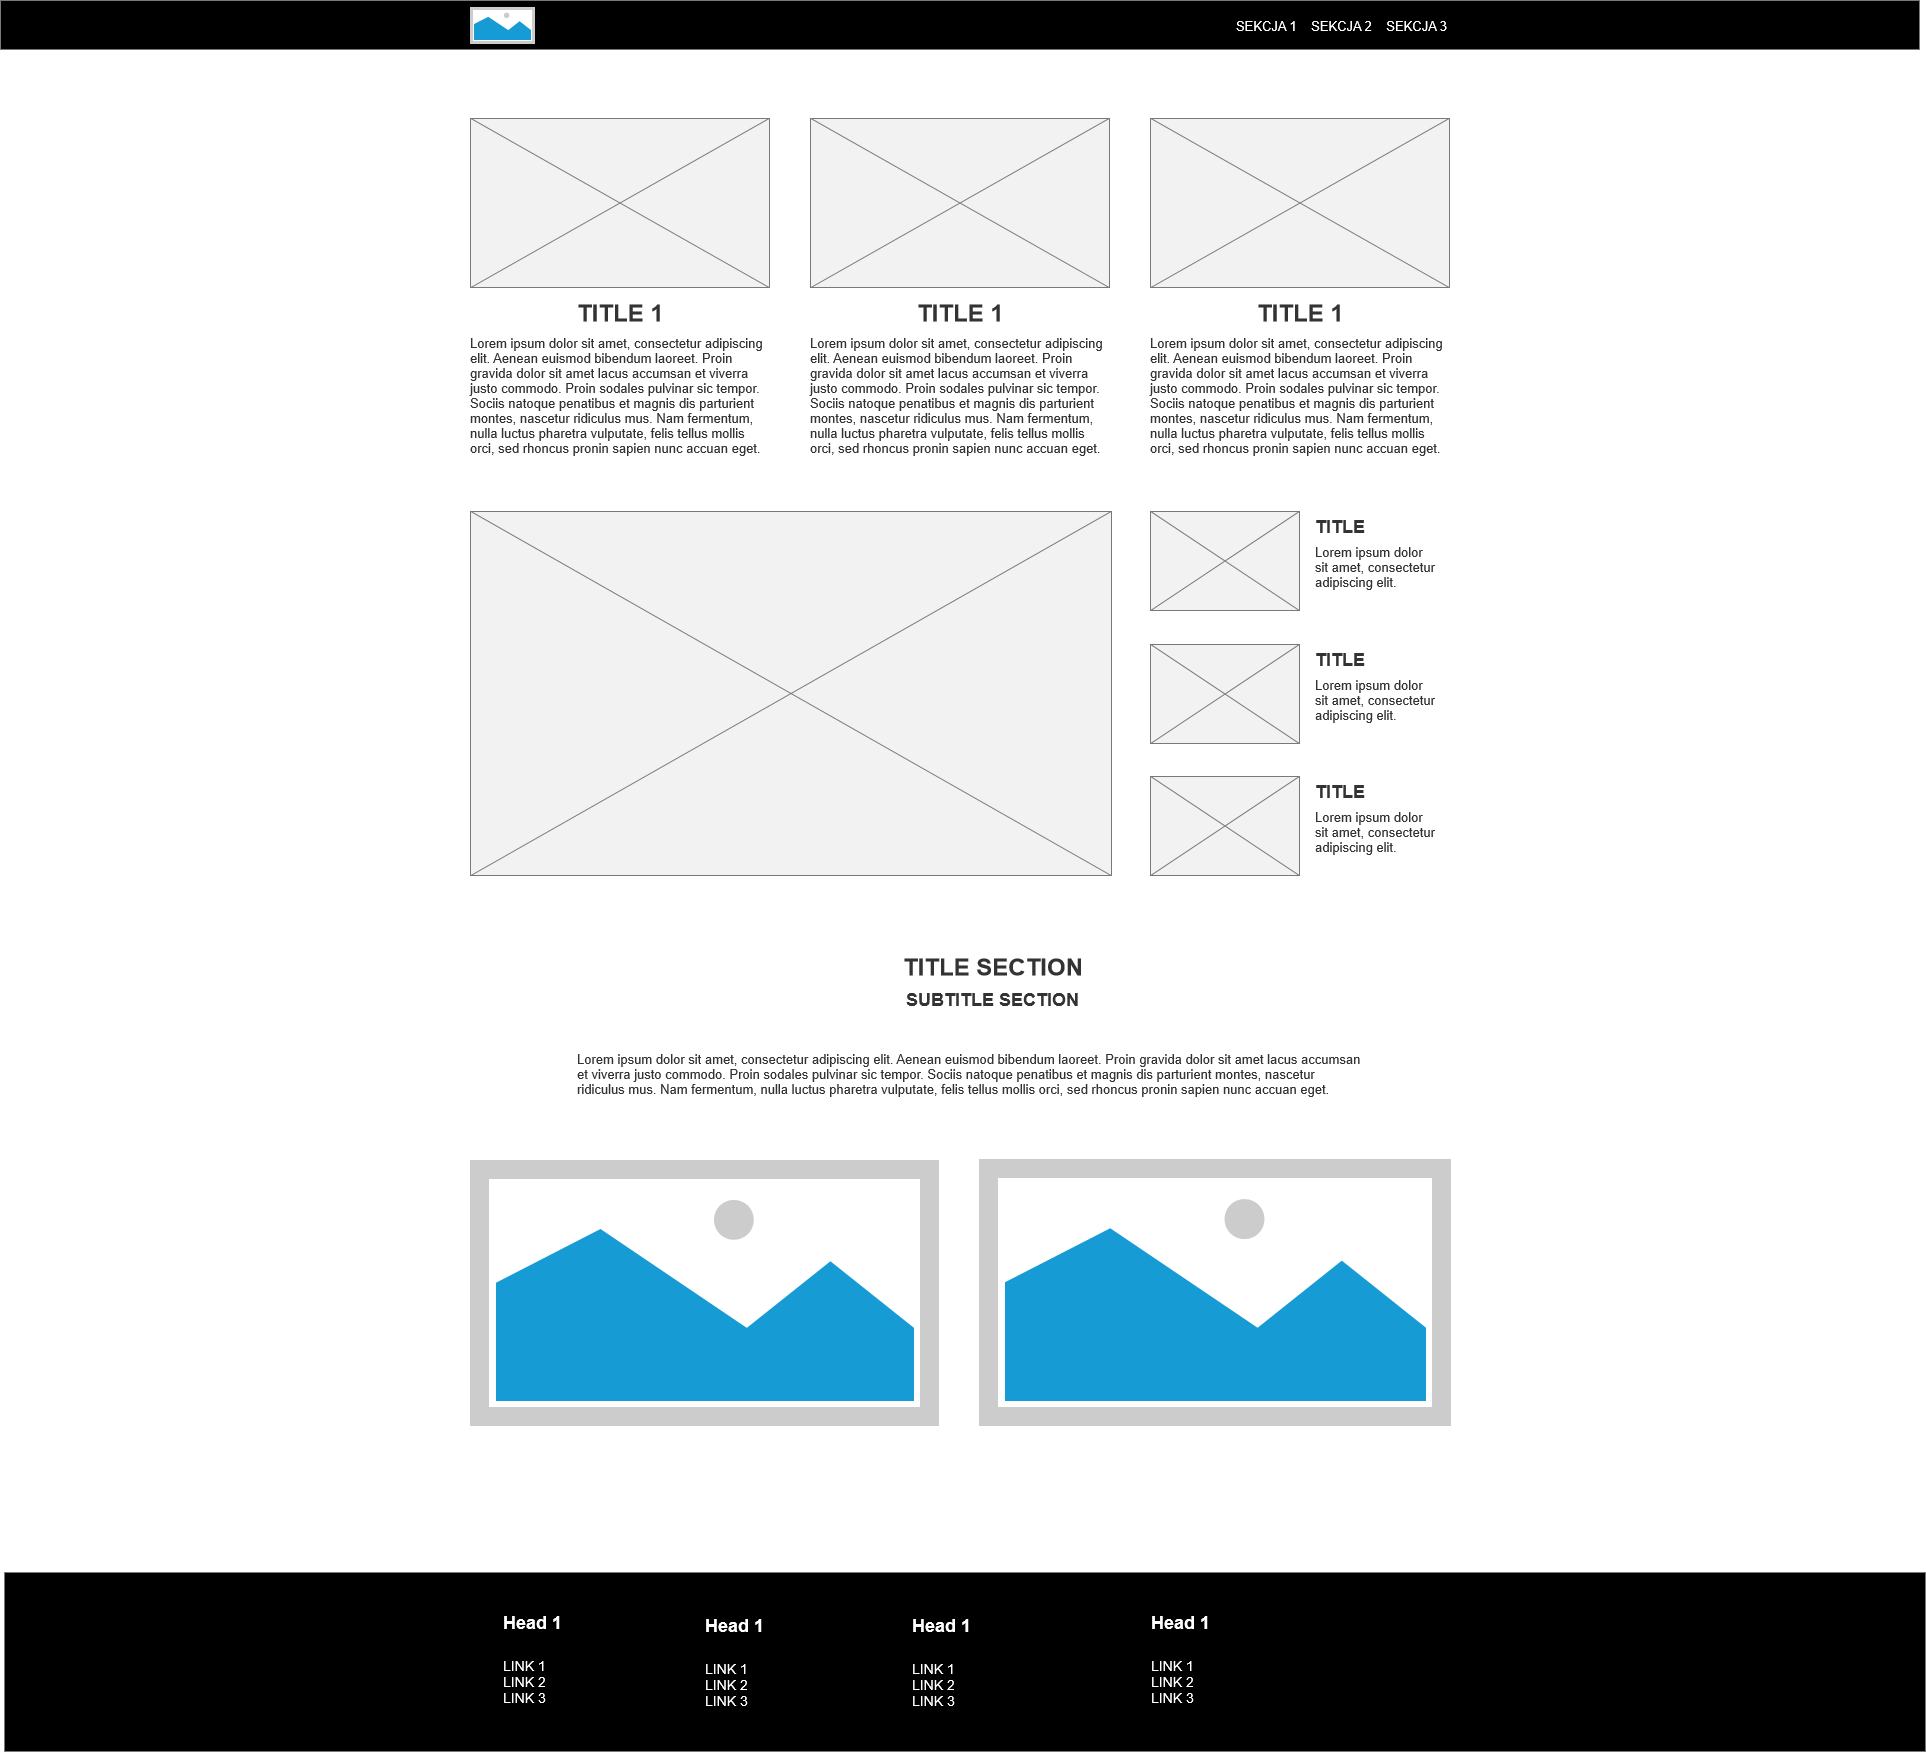 SEKCJA 1 SEKCJA 2 SEKCJA 3
TITLE 1
Lorem ipsum dolor sit amet, consectetur adipiscing
elit. Aenean euismod bibendum laoreet. Proin
gravida dolor sit amet lacus accumsan et viverra
justo commodo. Proin sodales pulvinar sic tempor.
Sociis natoque penatibus et magnis dis parturient
montes, nascetur ridiculus mus. Nam fermentum,
nulla luctus pharetra vulputate, felis tellus mollis
orci, sed rhoncus pronin sapien nunc accuan eget.
TITLE 1
Lorem ipsum dolor sit amet, consectetur adipiscing
elit. Aenean euismod bibendum laoreet. Proin
gravida dolor sit amet lacus accumsan et viverra
justo commodo. Proin sodales pulvinar sic tempor.
Sociis natoque penatibus et magnis dis parturient
montes, nascetur ridiculus mus. Nam fermentum,
nulla luctus pharetra vulputate, felis tellus mollis
orci, sed rhoncus pronin sapien nunc accuan eget.
TITLE 1
Lorem ipsum dolor sit amet, consectetur adipiscing
elit. Aenean euismod bibendum laoreet. Proin
gravida dolor sit amet lacus accumsan et viverra
justo commodo. Proin sodales pulvinar sic tempor.
Sociis natoque penatibus et magnis dis parturient
montes, nascetur ridiculus mus. Nam fermentum,
nulla luctus pharetra vulputate, felis tellus mollis
orci, sed rhoncus pronin sapien nunc accuan eget.
TITLE
Lorem ipsum dolor
sit amet, consectetur
adipiscing elit.
TITLE
Lorem ipsum dolor
sit amet, consectetur
adipiscing elit.
TITLE
Lorem ipsum dolor
sit amet, consectetur
adipiscing elit.
TITLE SECTION
SUBTITLE SECTION
Lorem ipsum dolor sit amet, consectetur adipiscing elit. Aenean euismod bibendum laoreet. Proin gravida dolor sit amet lacus accumsan
et viverra justo commodo. Proin sodales pulvinar sic tempor. Sociis natoque penatibus et magnis dis parturient montes, nascetur
ridiculus mus. Nam fermentum, nulla luctus pharetra vulputate, felis tellus mollis orci, sed rhoncus pronin sapien nunc accuan eget.
Head 1
LINK 1
LINK 2
LINK 3
Head 1
LINK 1
LINK 2
LINK 3
Head 1
LINK 1
LINK 2
LINK 3
Head 1
LINK 1
LINK 2
LINK 3